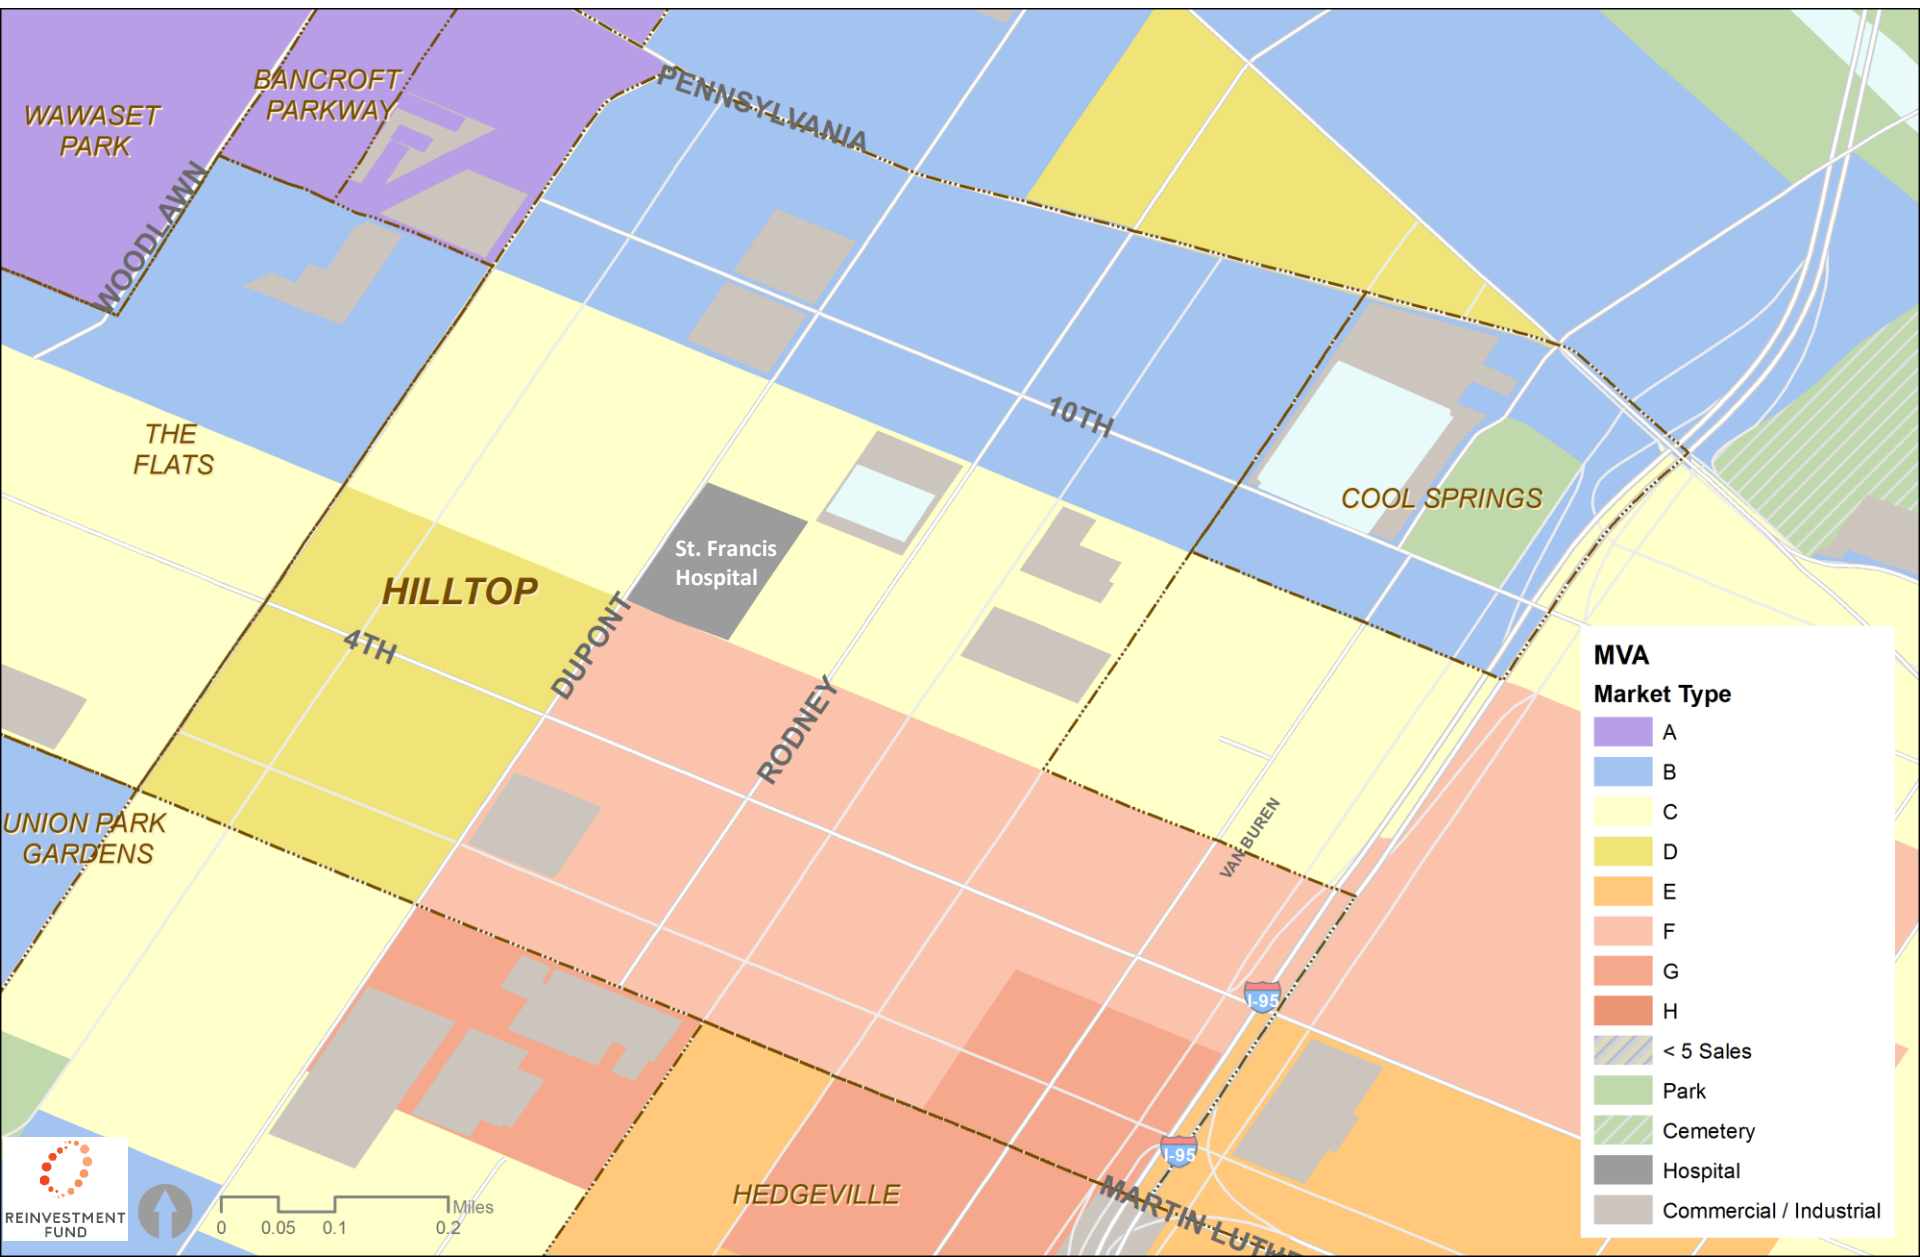 BANCROFT
PARKWAY
WAWASET
PARK
PENNSYLVANIA
WOODLAWN
10TH
THE
FLATS
COOL SPRINGS
St. Francis
Hospital
HILLTOP
4TH
DUPONT
RODNEY
UNION PARK
GARDENS
VAN BUREN
I-95
I-95
HEDGEVILLE
MARTIN LUTHE
MVA
Market Type
A
B
C
D
E
F
G
H
< 5 Sales
Park
Cemetery
Hospital
Commercial / Industrial
REINVESTMENT
FUND
Miles
0 0.05 0.1 0.2